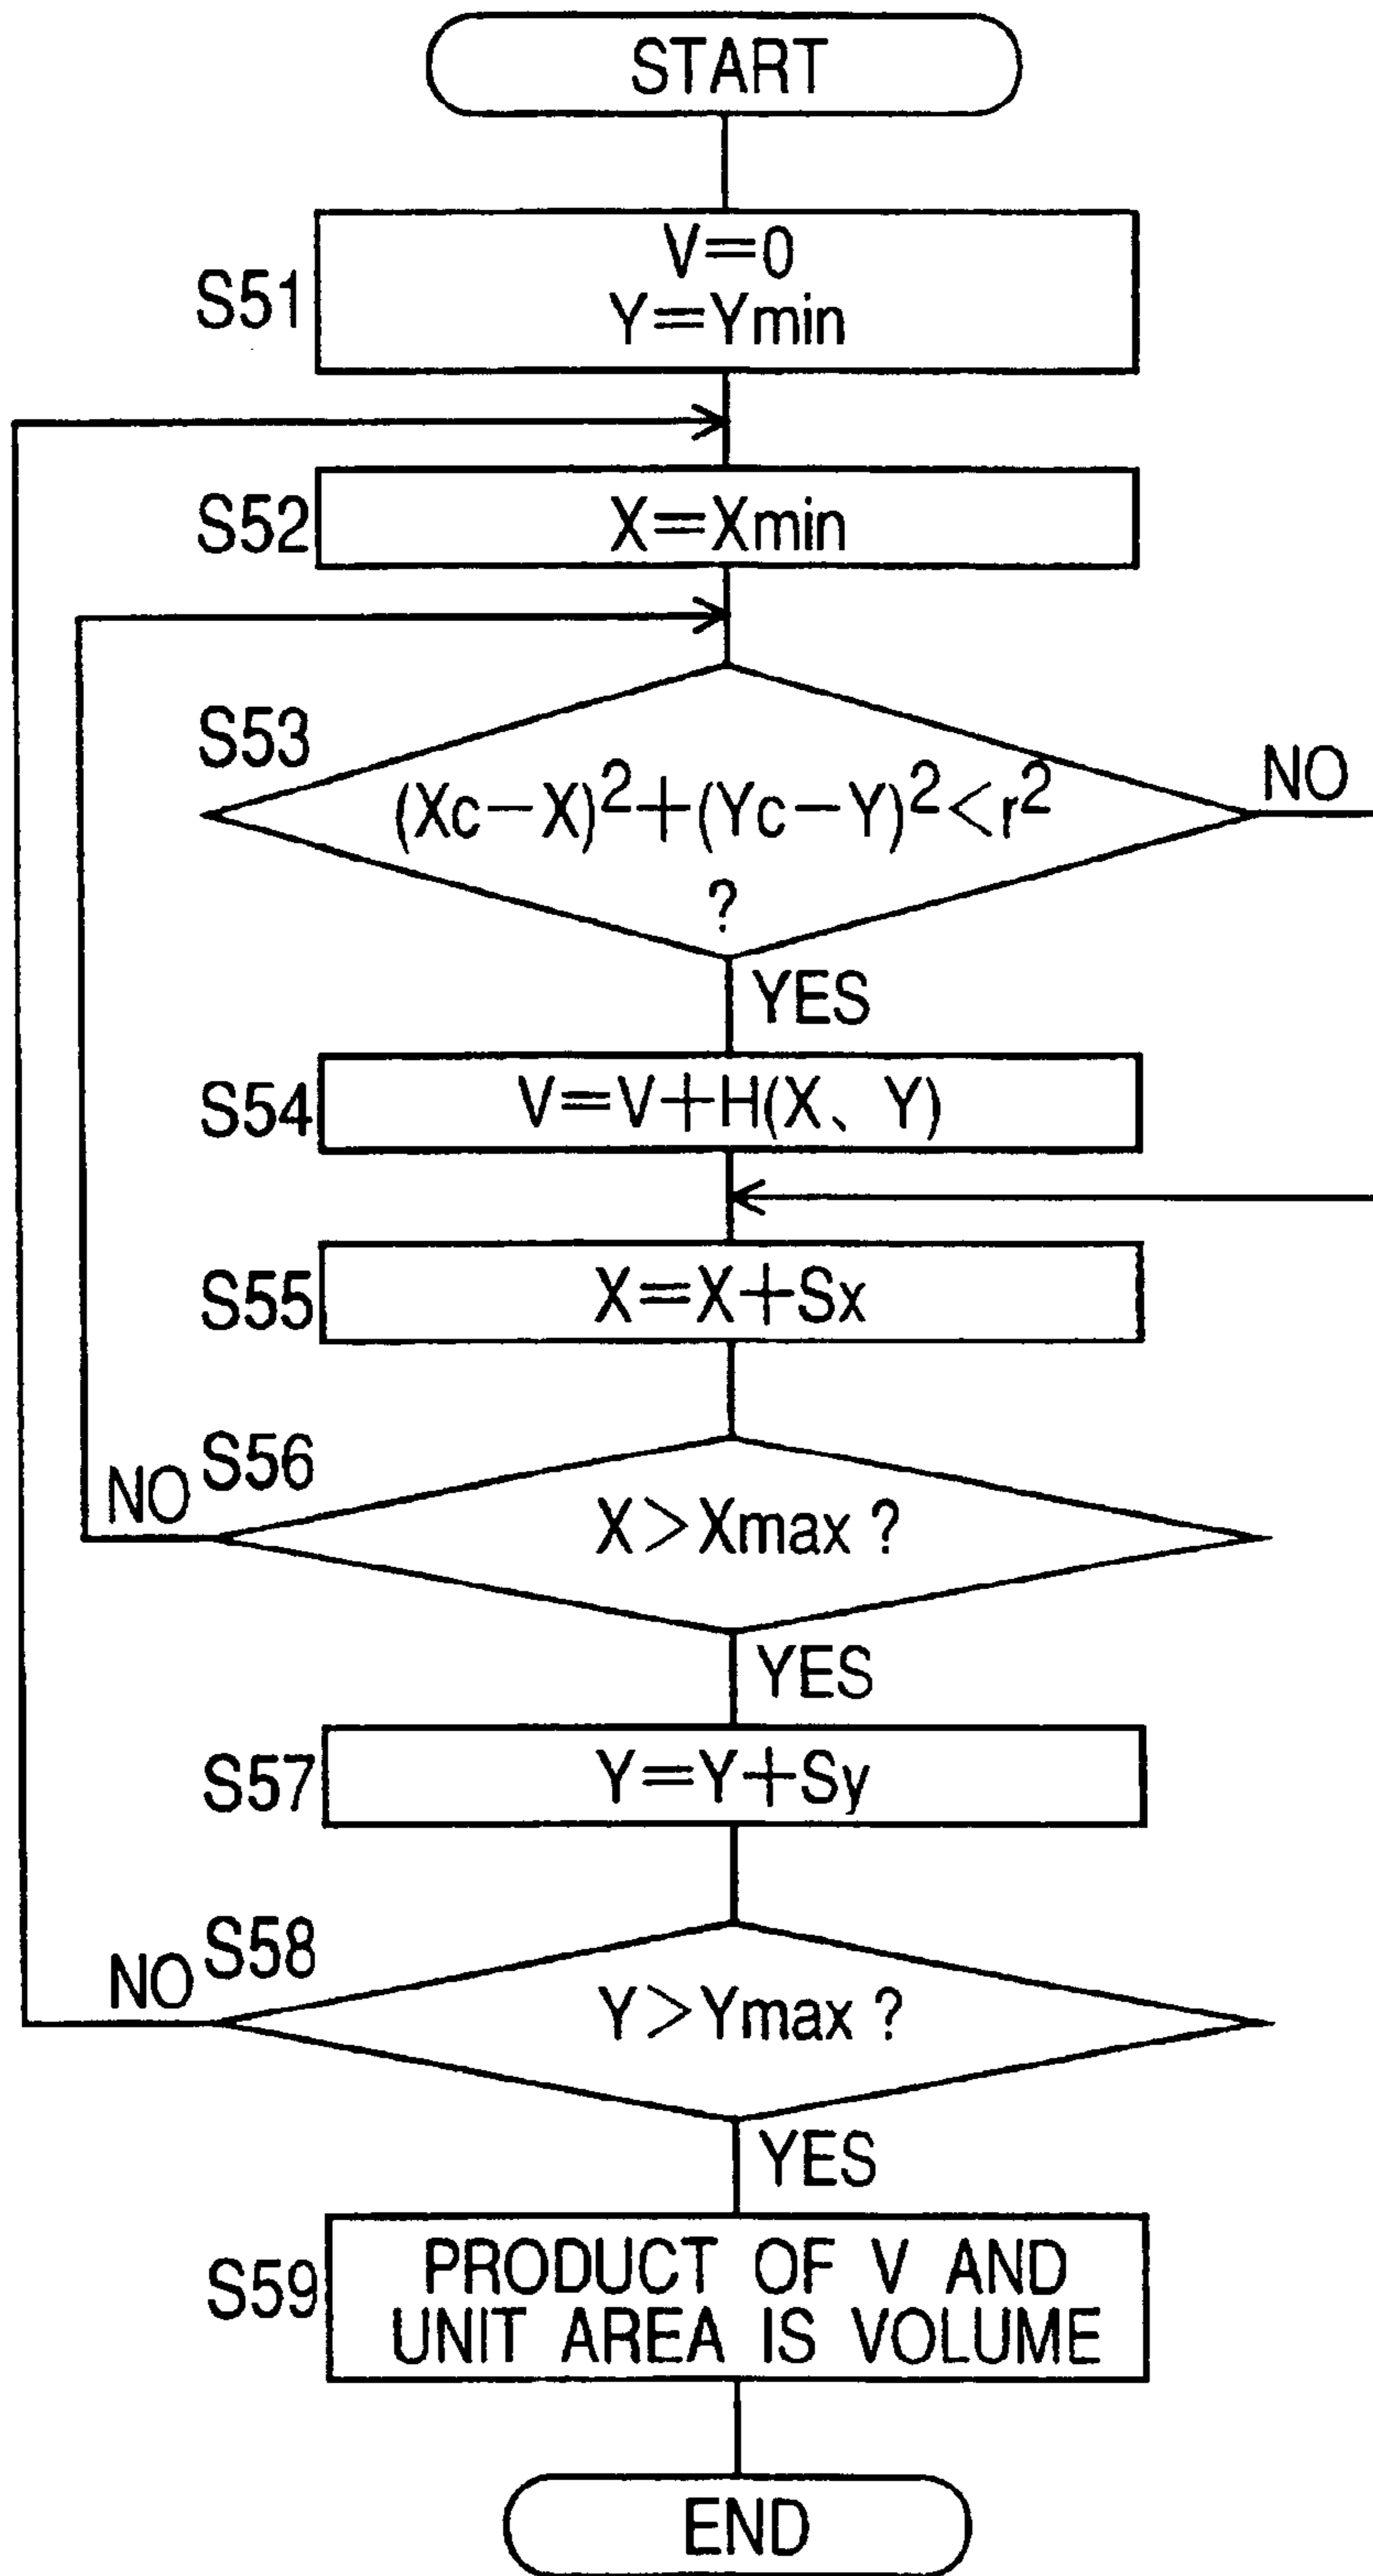 START
S51
V=0
Y=Ymin
S52
X=Xmin
S53
(Xc−X)²+(Yc−Y)²<r²
?
NO
YES
S54
V=V+H(X、Y)
S55
X=X+Sx
S56
NO
X>Xmax ?
YES
S57
Y=Y+Sy
S58
NO
Y>Ymax ?
YES
S59
PRODUCT OF V AND
UNIT AREA IS VOLUME
END